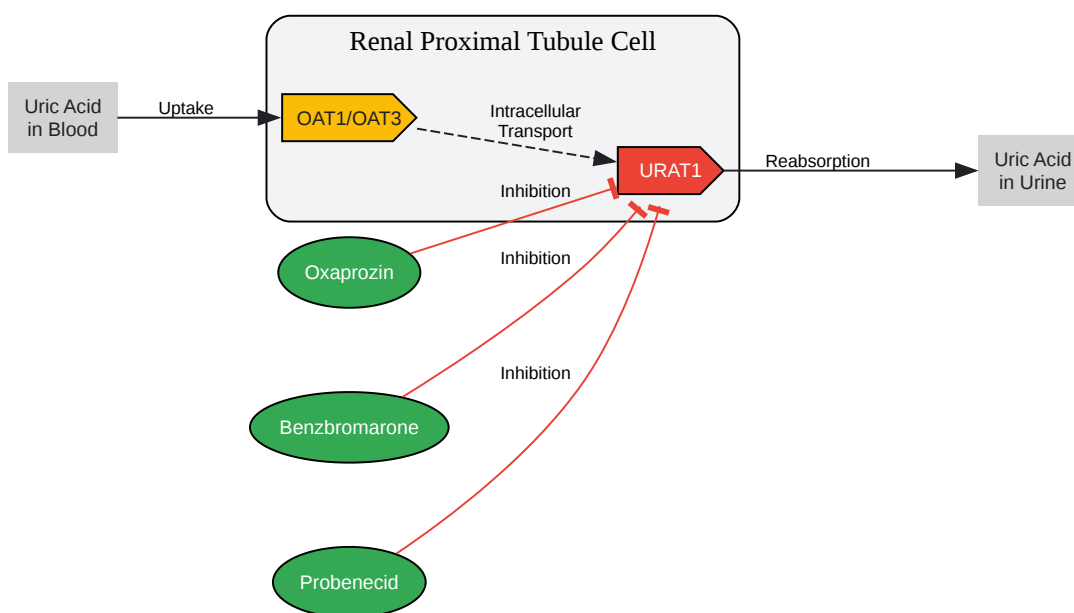 Renal Proximal Tubule Cell
Uric Acid
in Blood
Uptake
OAT1/OAT3
Intracellular
Transport
URAT1
Reabsorption
Uric Acid
in Urine
Inhibition
Oxaprozin
Inhibition
Inhibition
Benzbromarone
Probenecid